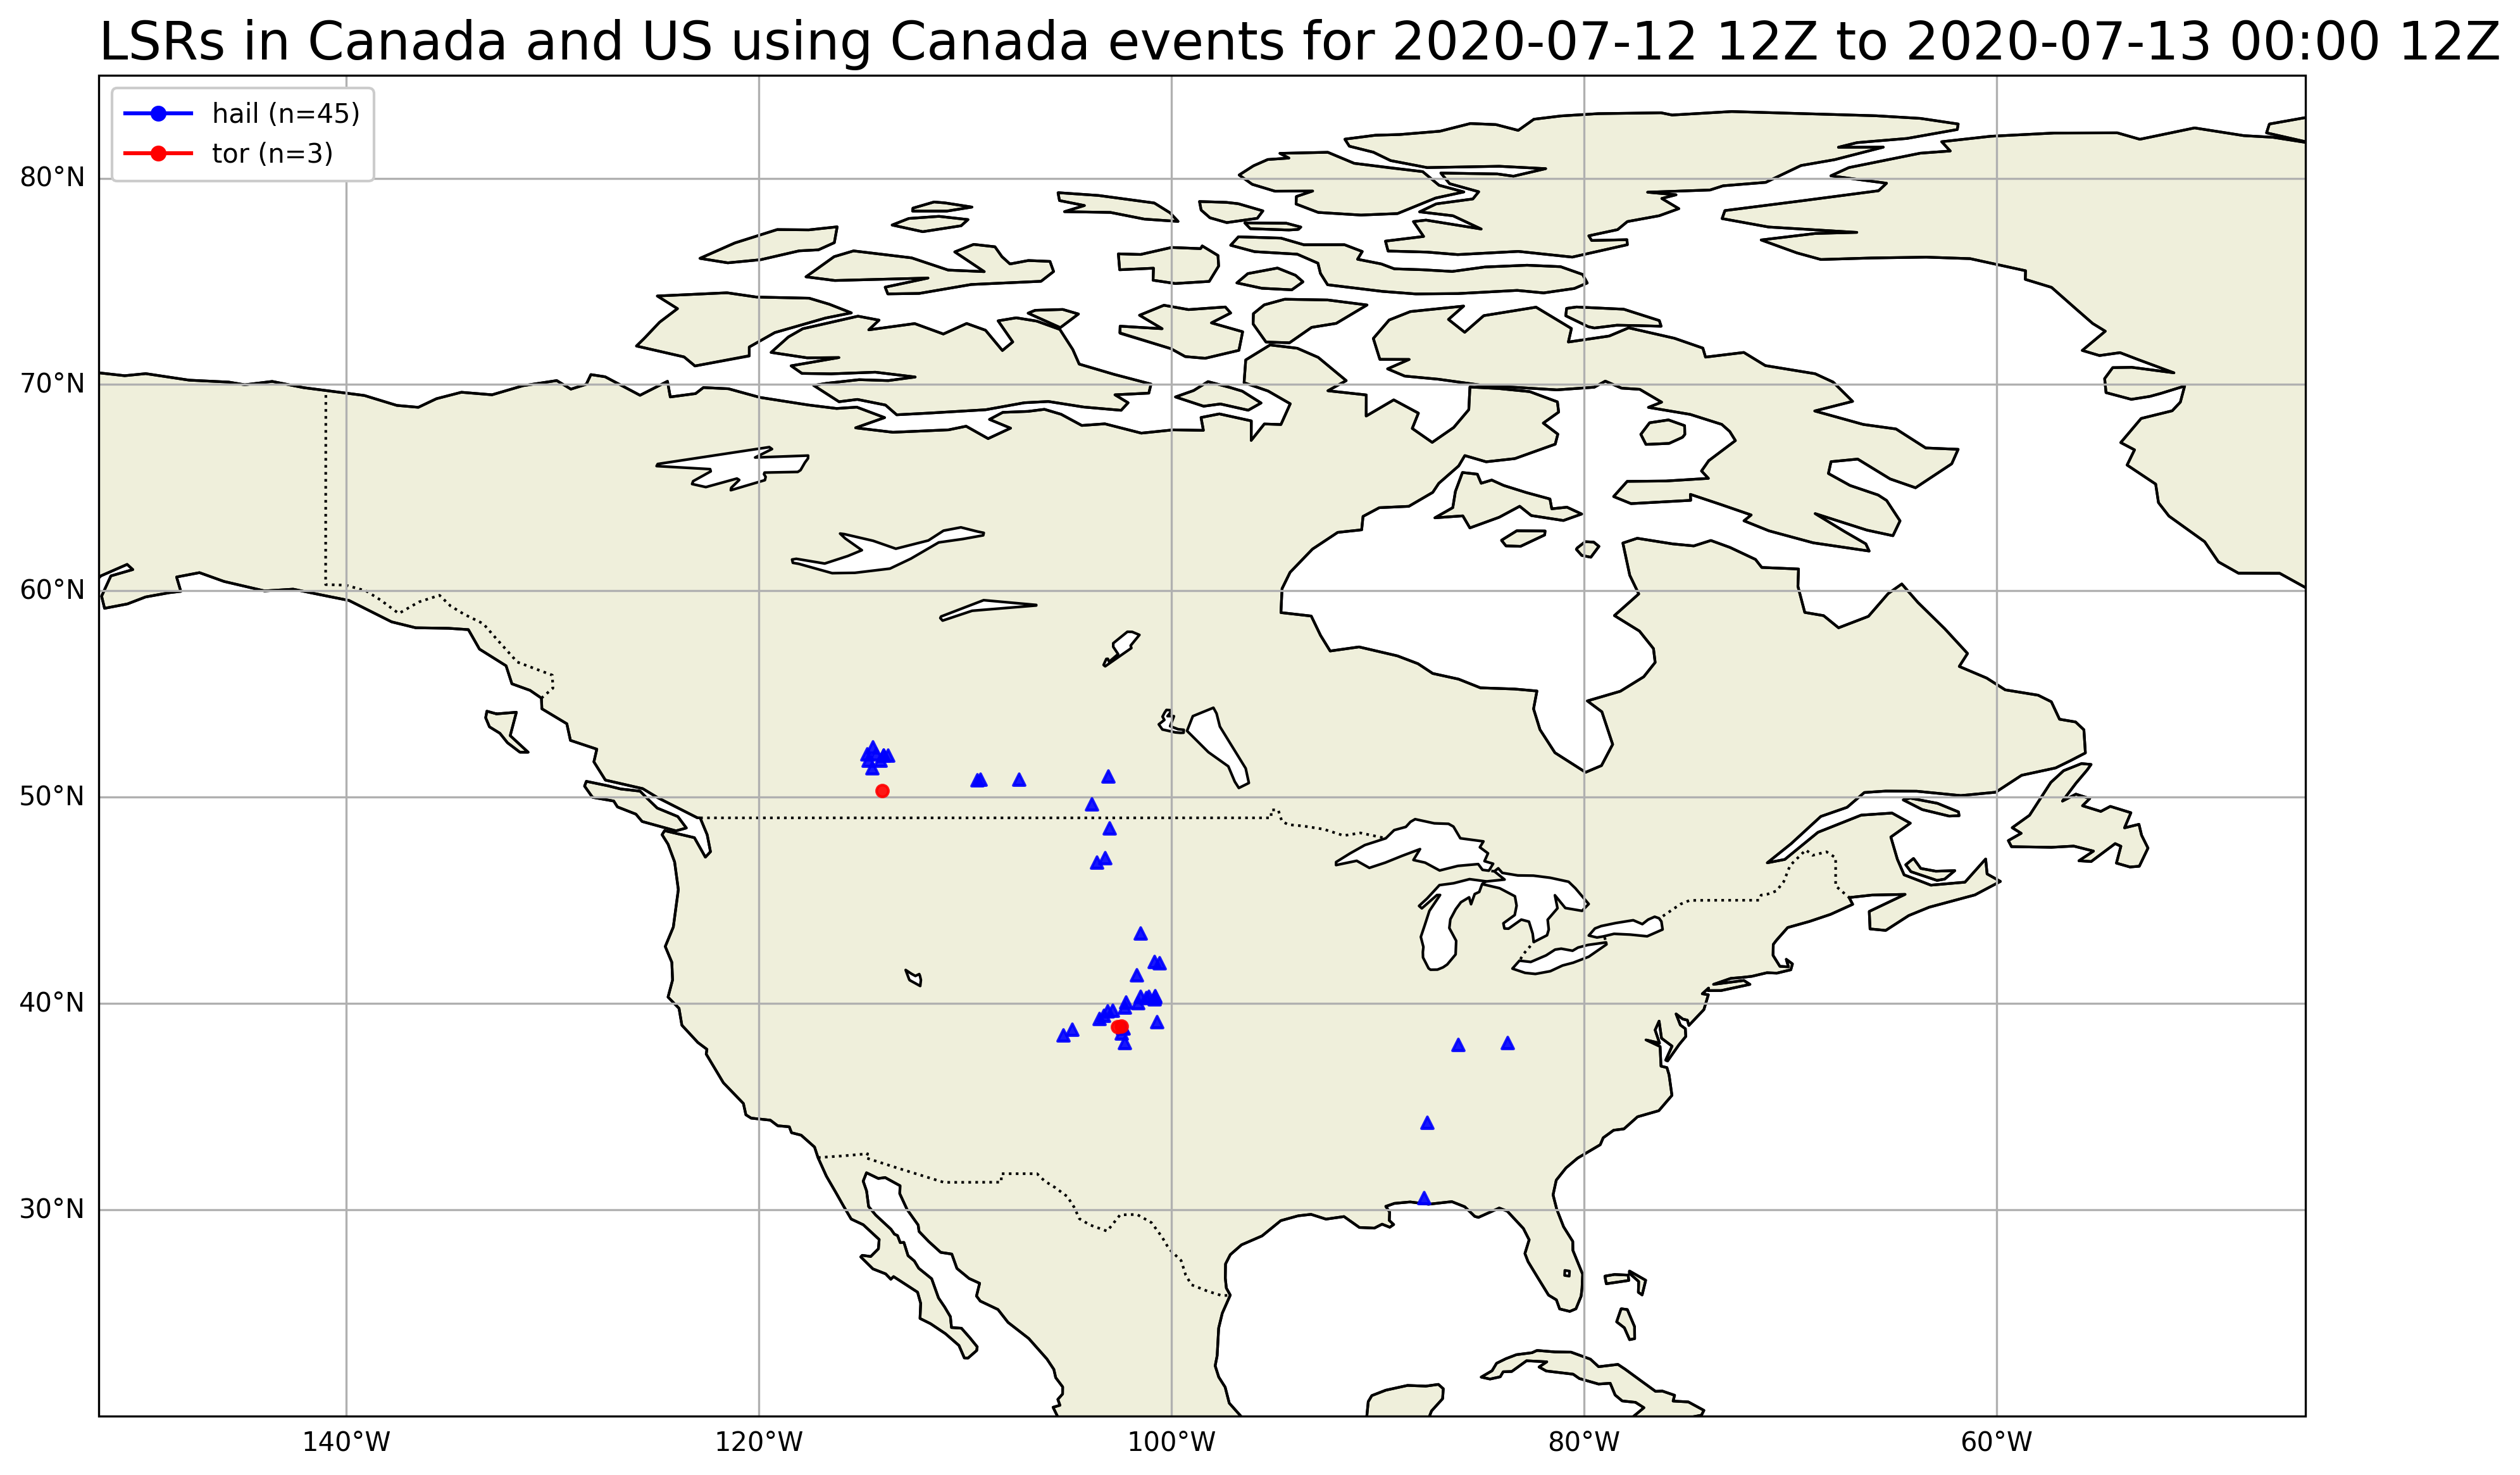 LSRs in Canada and US using Canada events for 2020-07-12 12Z to 2020-07-13 00:00 12Z
hail (n=45)
tor (n=3)
80°N
70°N
60°N
50°N
40°N
30°N
140°W
120°W
100°W
80°W
60°W